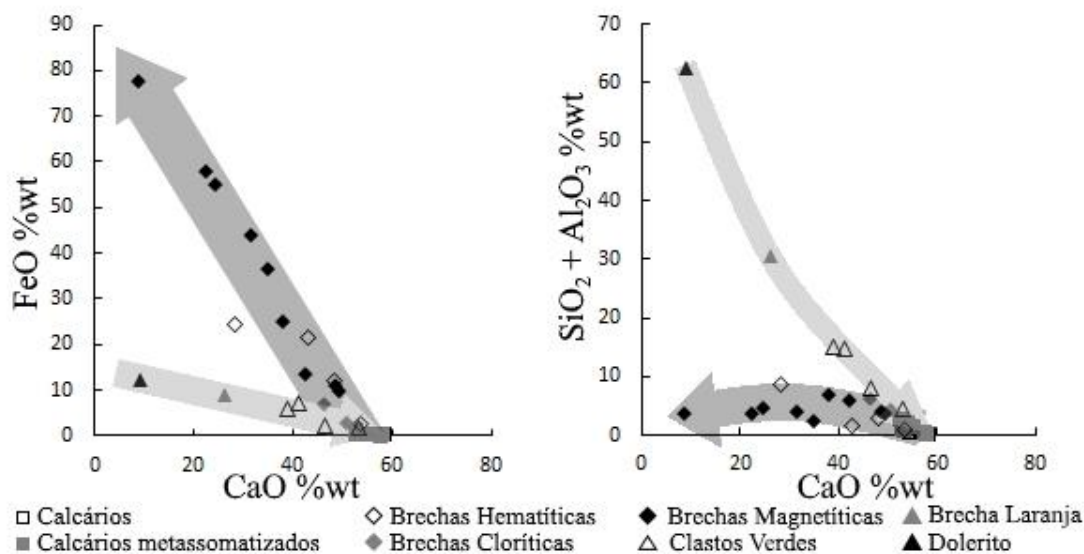 90
80
70
60
50
40
30
20
10
0
FeO %wt
0 20 40 60 80
CaO %wt
70
60
50
40
30
20
10
0
SiO₂ + Al₂O₃ %wt
0 20 40 60 80
CaO %wt
Calcários
Brechas Hematíticas
Brechas Magnetíticas
Brecha Laranja
Calcários metassomatizados
Brechas Cloríticas
Clastos Verdes
Dolerito